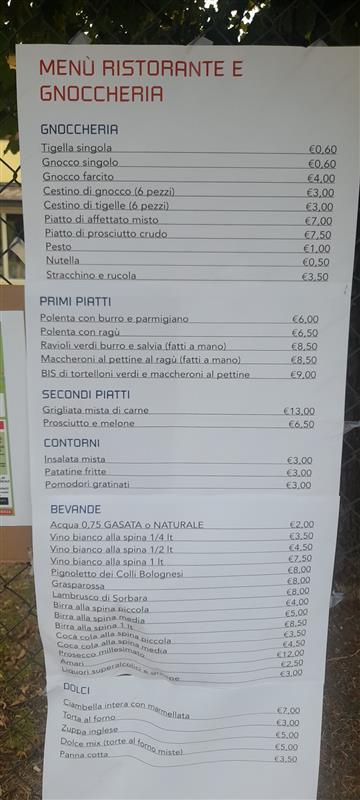 MENÙ RISTORANTE E
GNOCCHERIA
GNOCCHERIA
Tigella singola €0,60
Gnocco singolo €0,60
Gnocco farcito €4,00
Cestino di gnocco (6 pezzi) €3,00
Cestino di tigelle (6 pezzi) €3,00
Piatto di affettato misto €7,00
Piatto di prosciutto crudo €7,50
Pesto €1,00
Nutella €0,50
Stracchino e rucola €3,50
PRIMI PIATTI
Polenta con burro e parmigiano €6,00
Polenta con ragù €6,50
Ravioli verdi burro e salvia (fatti a mano) €8,50
Maccheroni al pettine al ragù (fatti a mano) €8,50
BIS di tortelloni verdi e maccheroni al pettine €9,00
SECONDI PIATTI
Grigliata mista di carne €13,00
Prosciutto e melone €6,50
CONTORNI
Insalata mista €3,00
Patatine fritte €3,00
Pomodori gratinati €3,00
BEVANDE
Acqua 0,75 GASATA o NATURALE €2,00
Vino bianco alla spina 1/4 lt €3,50
Vino bianco alla spina 1/2 lt €4,50
Vino bianco alla spina 1 lt €7,50
Pignoletto dei Colli Bolognesi €8,00
Grasparossa €8,00
Lambrusco di Sorbara €8,00
Birra alla spina piccola €4,00
Birra alla spina media €5,00
Birra alla spina 1 lt €8,50
Coca cola alla spina piccola €3,50
Coca cola alla spina media €4,50
Prosecco millesimato €12,00
Amari €2,50
Liquori superalcolici e €3,00
DOLCI
Ciambella intera con marmellata €7,00
Torta al forno €3,00
Zuppa inglese €5,00
Dolce mix (torte al forno miste) €5,00
Panna cotta €3,50